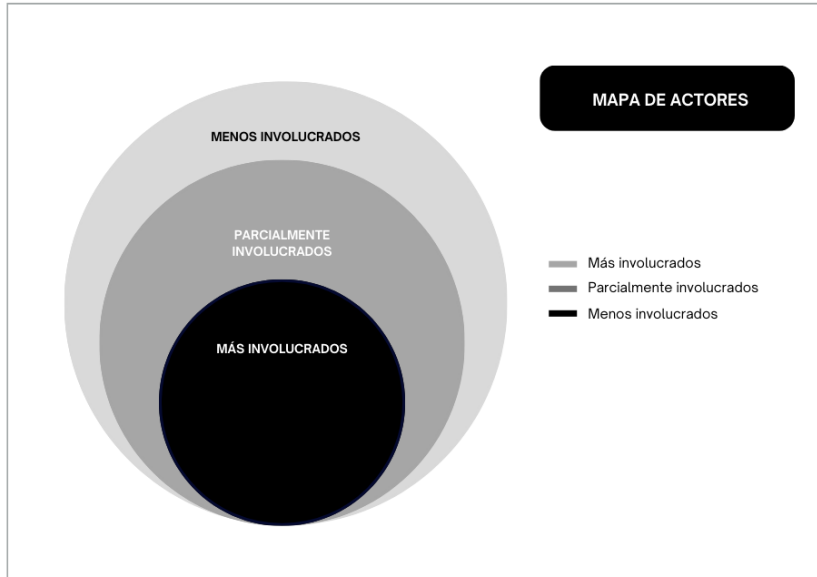 MAPA DE ACTORES
MENOS INVOLUCRADOS
PARCIALMENTE
INVOLUCRADOS
MÁS INVOLUCRADOS
Más involucrados
Parcialmente involucrados
Menos involucrados